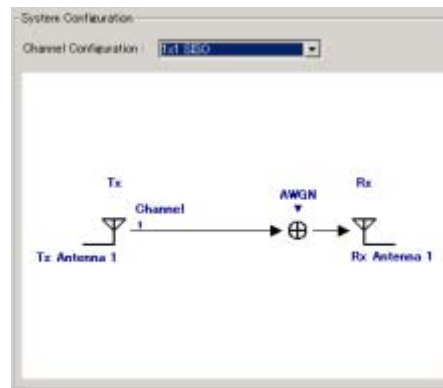 System Configuration
Channel Configuration : 1x1 SISO
Tx
Rx
AWGN
Channel
1
Tx Antenna 1
Rx Antenna 1